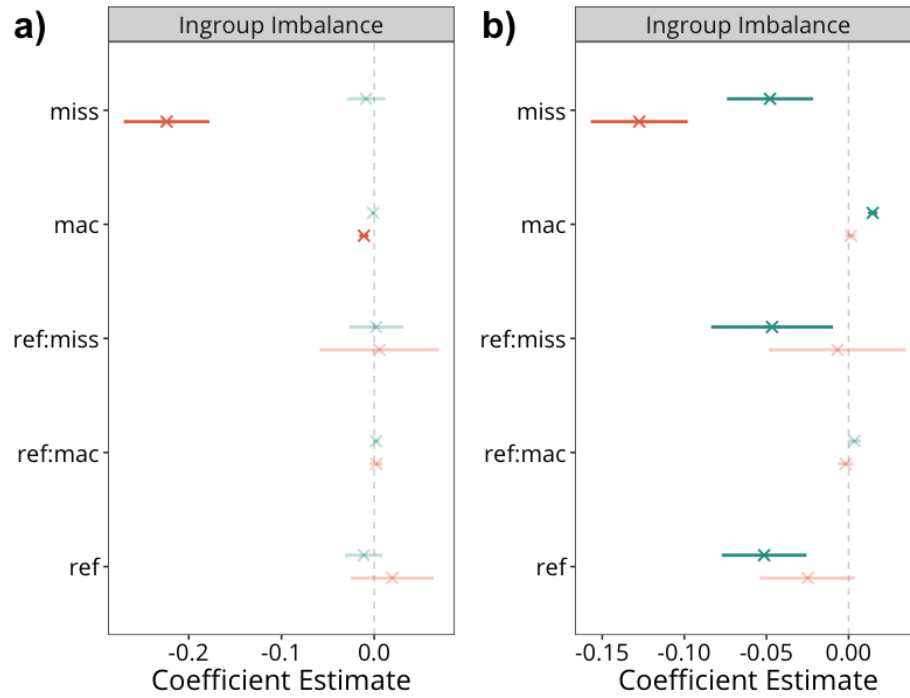 a)
Ingroup Imbalance
miss
mac
ref:miss
ref:mac
ref
-0.2 -0.1 0.0
Coefficient Estimate
b)
Ingroup Imbalance
miss
mac
ref:miss
ref:mac
ref
-0.15 -0.10 -0.05 0.00
Coefficient Estimate